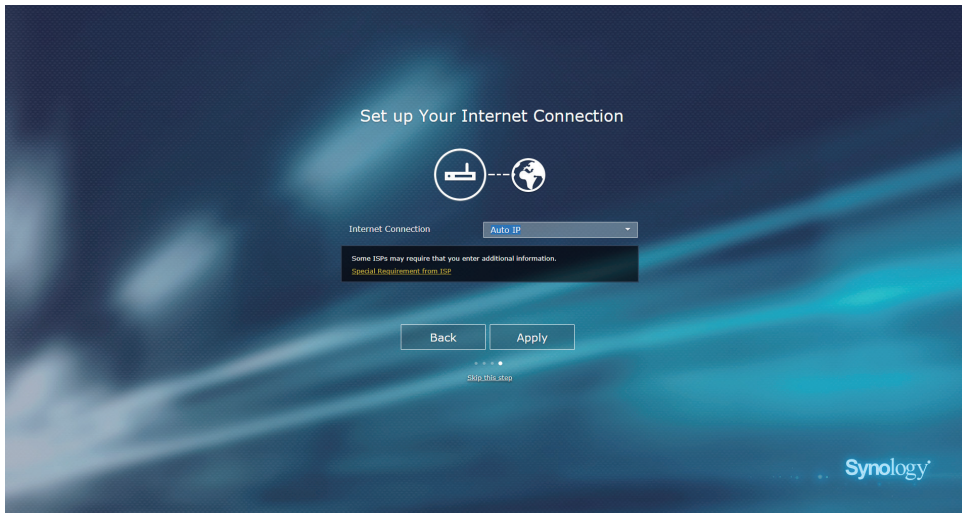 Set up Your Internet Connection
Internet Connection Auto IP
Some ISPs may require that you enter additional information.
Special Requirement from ISP
Back Apply
Skip this step
Synology